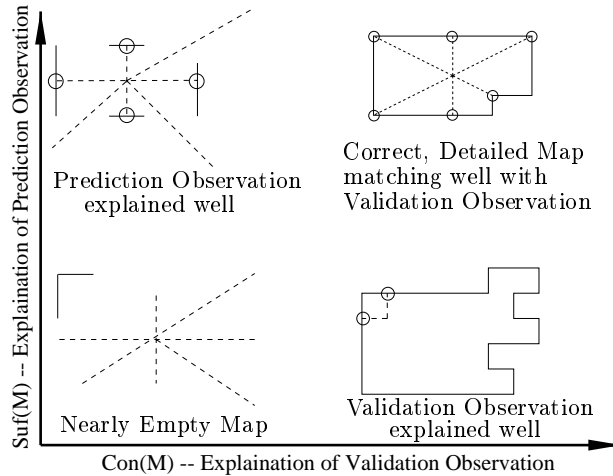 Suf(M) -- Explaination of Prediction Observation
Prediction Observation
explained well
Correct, Detailed Map
matching well with
Validation Observation
Nearly Empty Map
Validation Observation
explained well
Con(M) -- Explaination of Validation Observation